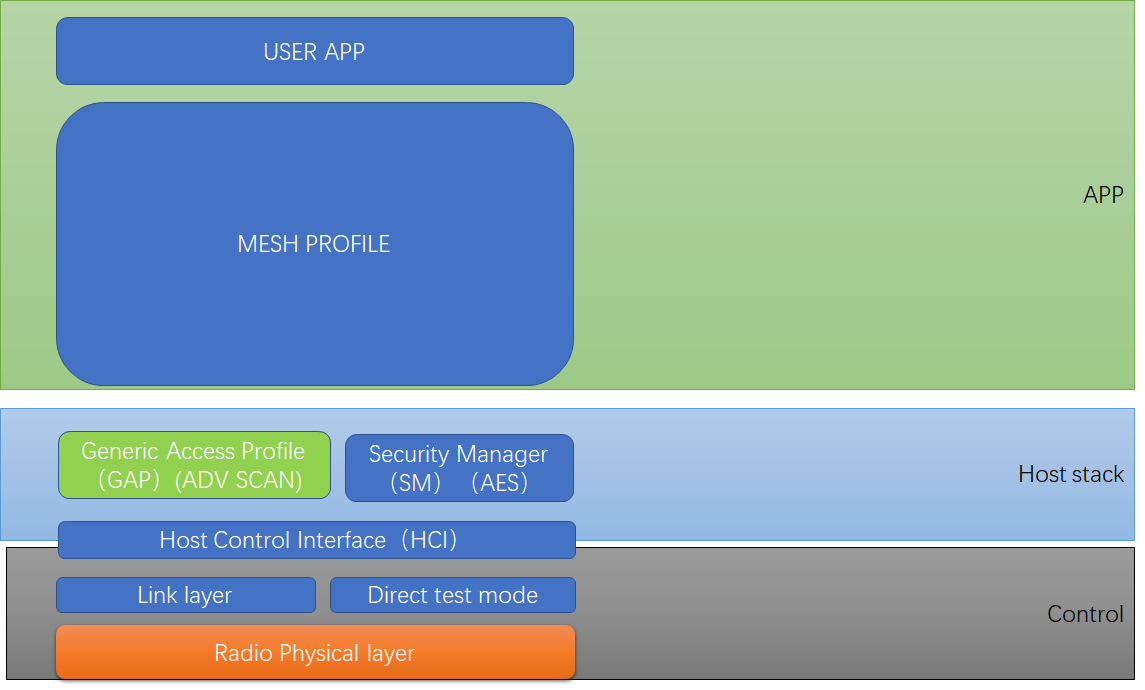 USER APP
MESH PROFILE
APP
Generic Access Profile
（GAP）(ADV SCAN)
Security Manager
（SM） （AES）
Host stack
Host Control Interface（HCI）
Link layer
Direct test mode
Control
Radio Physical layer